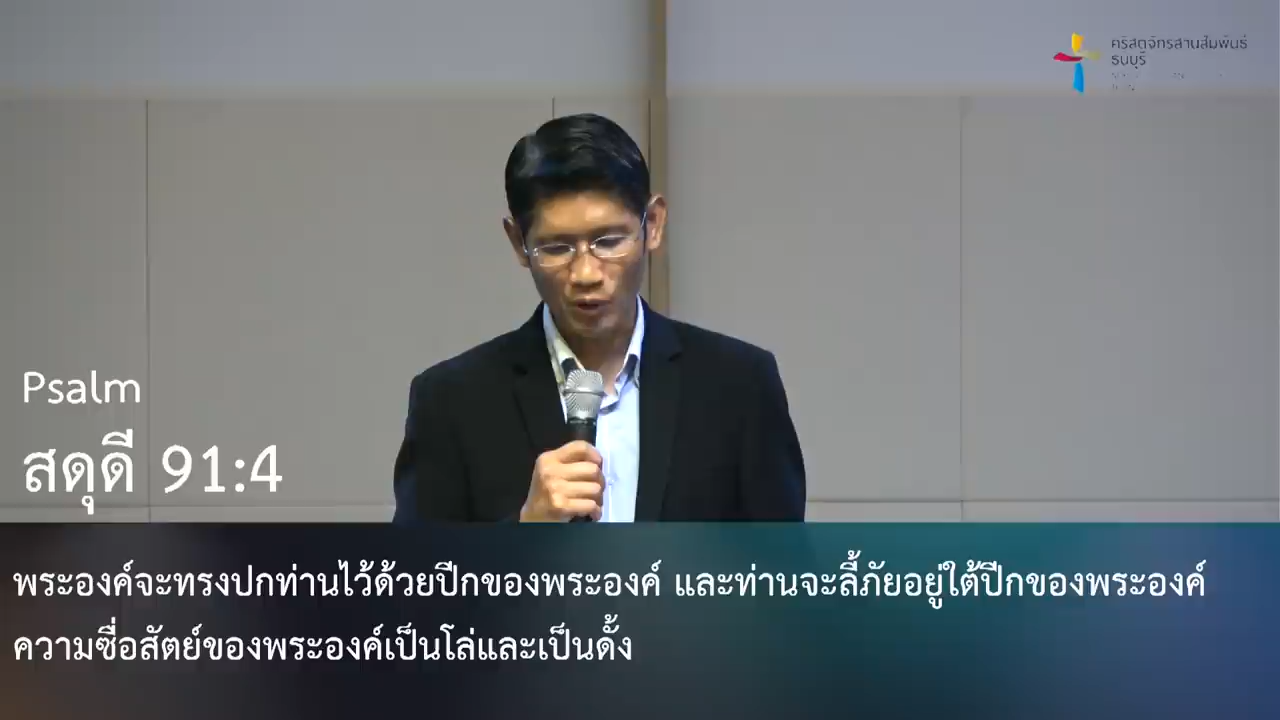 คริสตจักรสานสัมพันธ์
ธนบุรี
Psalm
สดุดี 91:4
พระองค์จะทรงปกท่านไว้ด้วยปีกของพระองค์ และท่านจะลี้ภัยอยู่ใต้ปีกของพระองค์
ความซื่อสัตย์ของพระองค์เป็นโล่และเป็นดั้ง